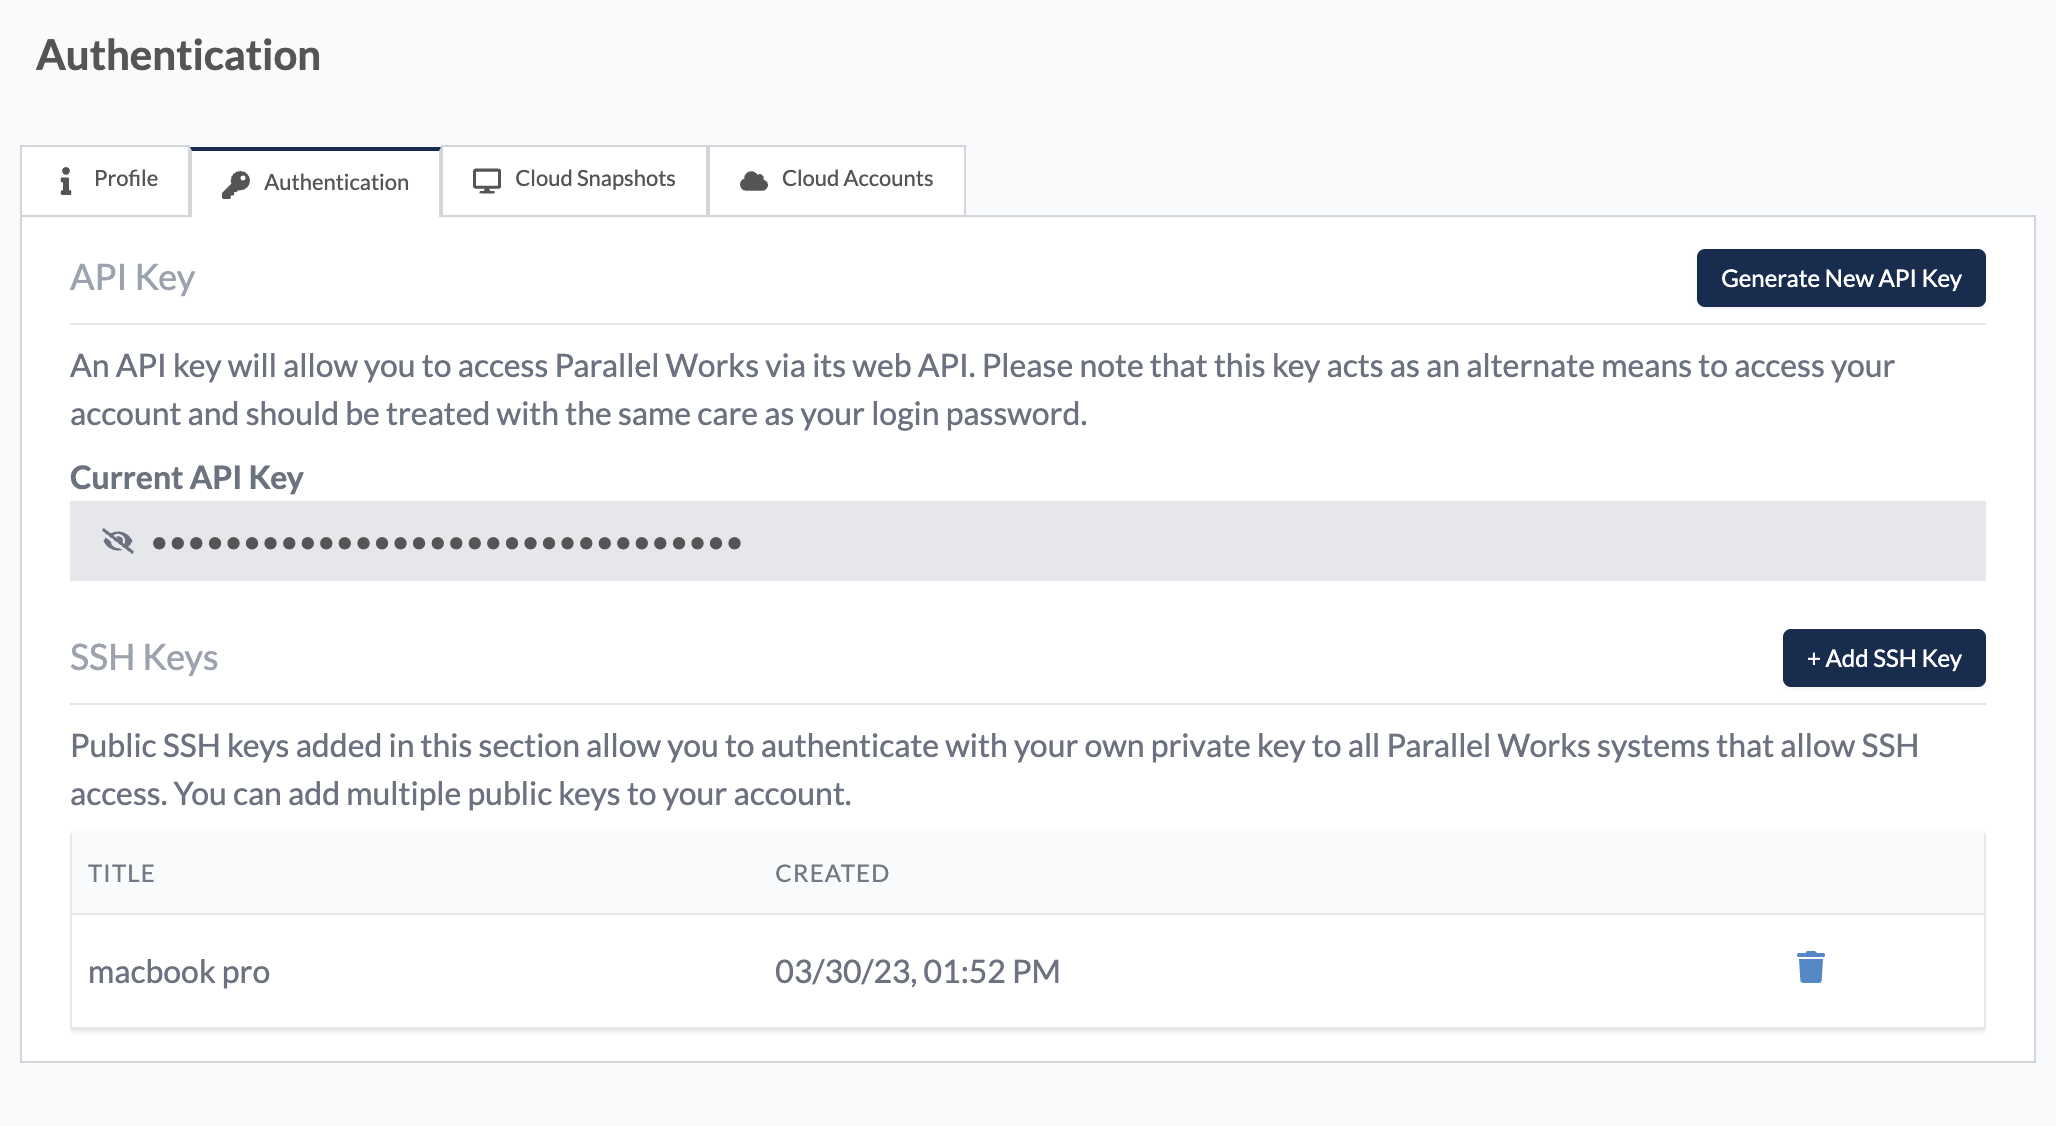 Authentication
Profile
Authentication
Cloud Snapshots
Cloud Accounts
API Key
Generate New API Key
An API key will allow you to access Parallel Works via its web API. Please note that this key acts as an alternate means to access your
account and should be treated with the same care as your login password.
Current API Key
••••••••••••••••••••••••••••••••
SSH Keys
+ Add SSH Key
Public SSH keys added in this section allow you to authenticate with your own private key to all Parallel Works systems that allow SSH
access. You can add multiple public keys to your account.
TITLE
CREATED
macbook pro
03/30/23, 01:52 PM